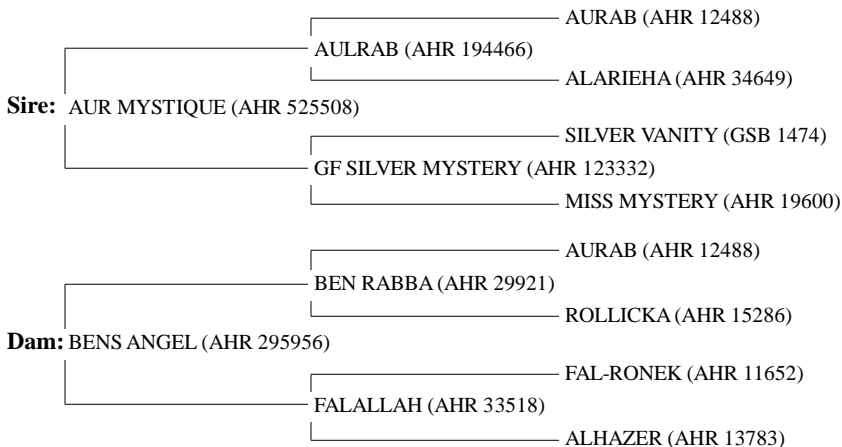 AURAB (AHR 12488)
AULRAB (AHR 194466)
ALARIEHA (AHR 34649)
Sire: AUR MYSTIQUE (AHR 525508)
SILVER VANITY (GSB 1474)
GF SILVER MYSTERY (AHR 123332)
MISS MYSTERY (AHR 19600)
AURAB (AHR 12488)
BEN RABBA (AHR 29921)
ROLLICKA (AHR 15286)
Dam: BENS ANGEL (AHR 295956)
FAL-RONEK (AHR 11652)
FALALLAH (AHR 33518)
ALHAZER (AHR 13783)